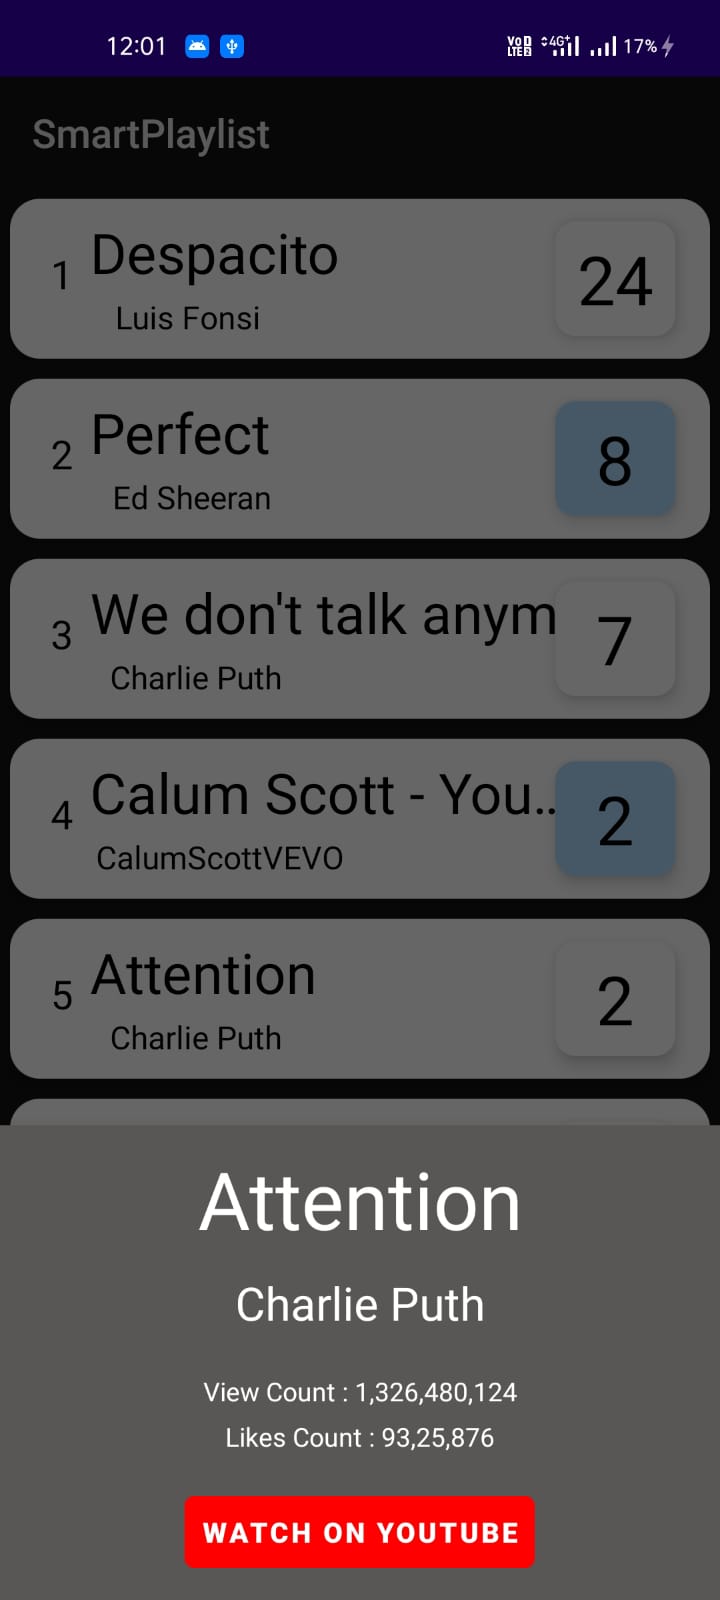 12:01 VoD LTE2 4G+ 17%
SmartPlaylist
1 Despacito 24
Luis Fonsi
2 Perfect 8
Ed Sheeran
3 We don't talk anym 7
Charlie Puth
4 Calum Scott - You.. 2
CalumScottVEVO
5 Attention 2
Charlie Puth
Attention
Charlie Puth
View Count : 1,326,480,124
Likes Count : 93,25,876
WATCH ON YOUTUBE